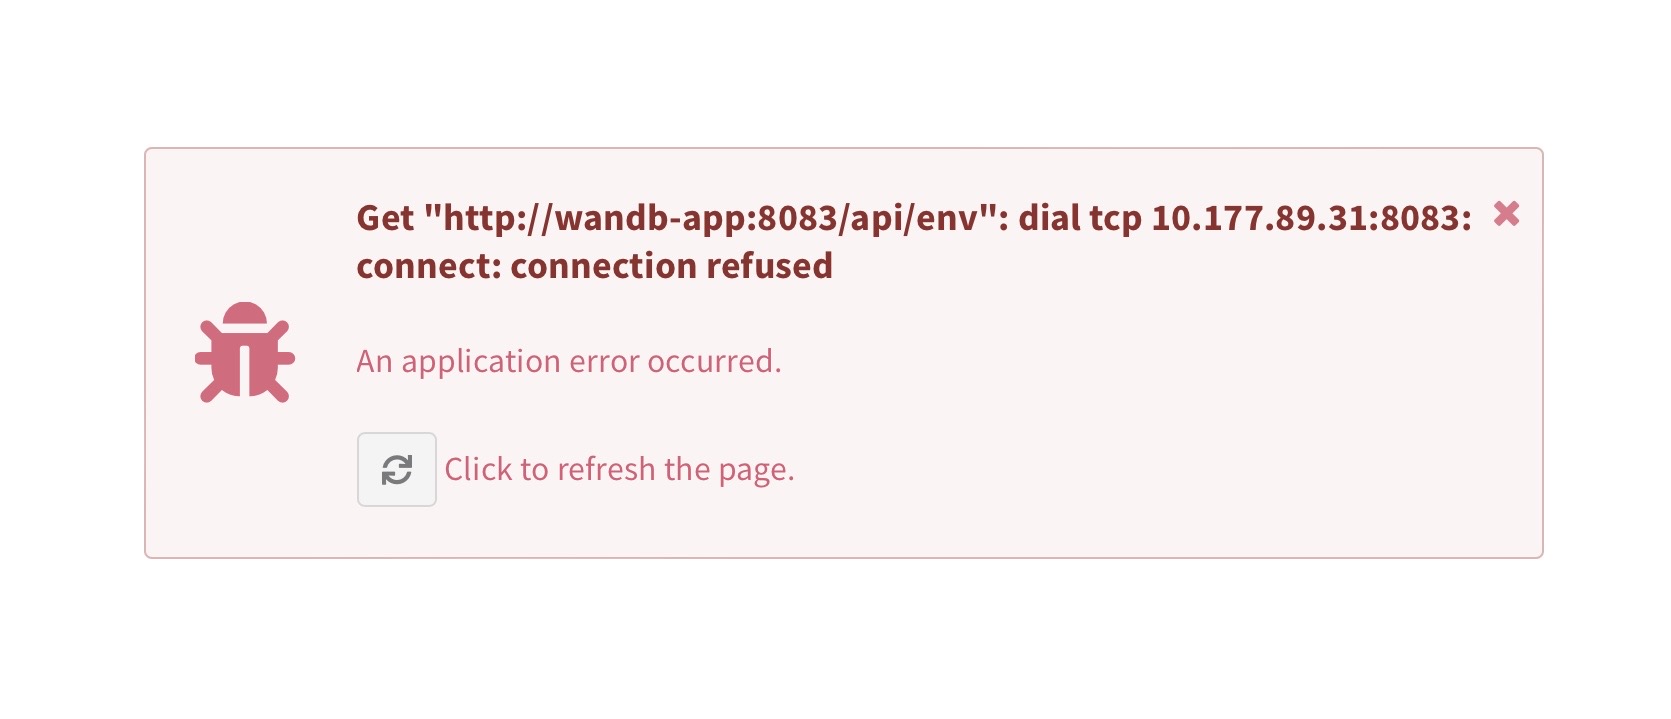 Get "http://wandb-app:8083/api/env": dial tcp 10.177.89.31:8083:
connect: connection refused
An application error occurred.
Click to refresh the page.